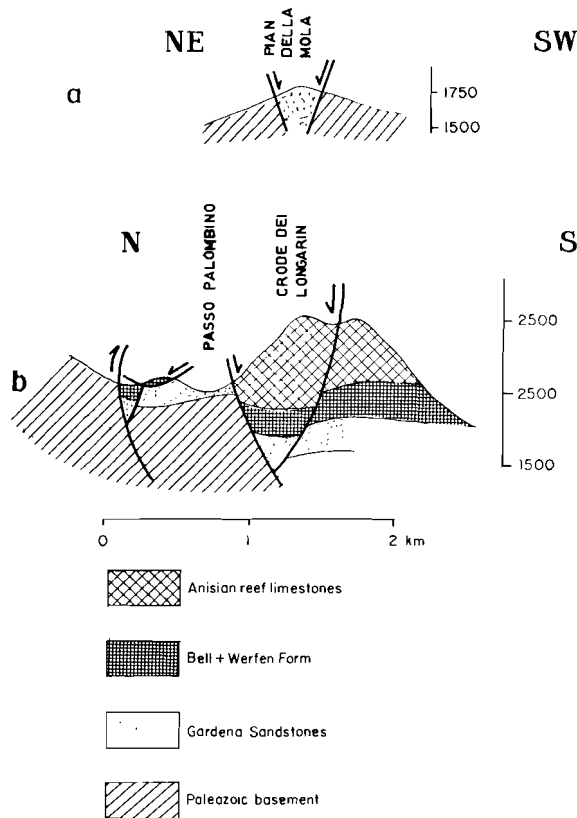 NE
PIAN
DELLA
MOLA
SW
a
1750
1500
N
PASSO PALOMBINO
CRODE DEI
LONGARIN
S
b
2500
2500
1500
0
1
2 km
Anisian reef limestones
Bell + Werfen Form
Gardena Sandstones
Paleazoic basement